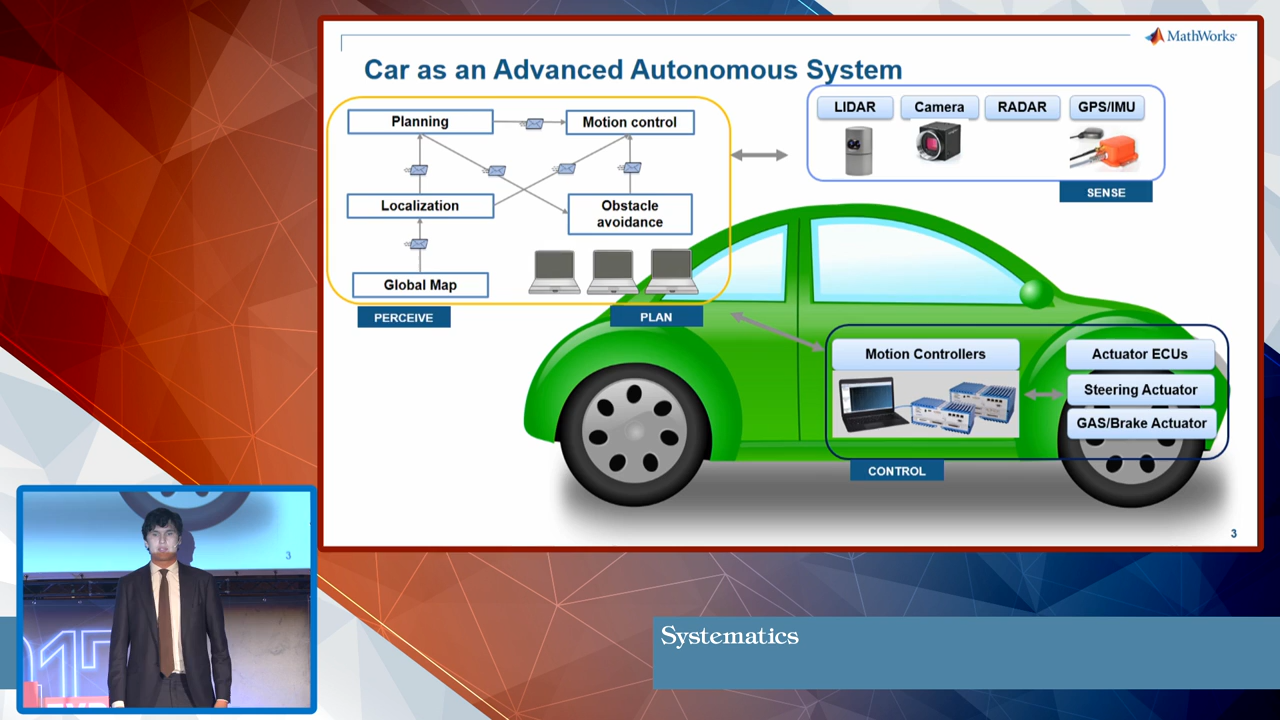 MathWorks
Car as an Advanced Autonomous System
Planning
Motion control
Localization
Obstacle
avoidance
Global Map
PERCEIVE
PLAN
LIDAR
Camera
RADAR
GPS/IMU
SENSE
Motion Controllers
Actuator ECUs
Steering Actuator
GAS/Brake Actuator
CONTROL
3
3
Systematics